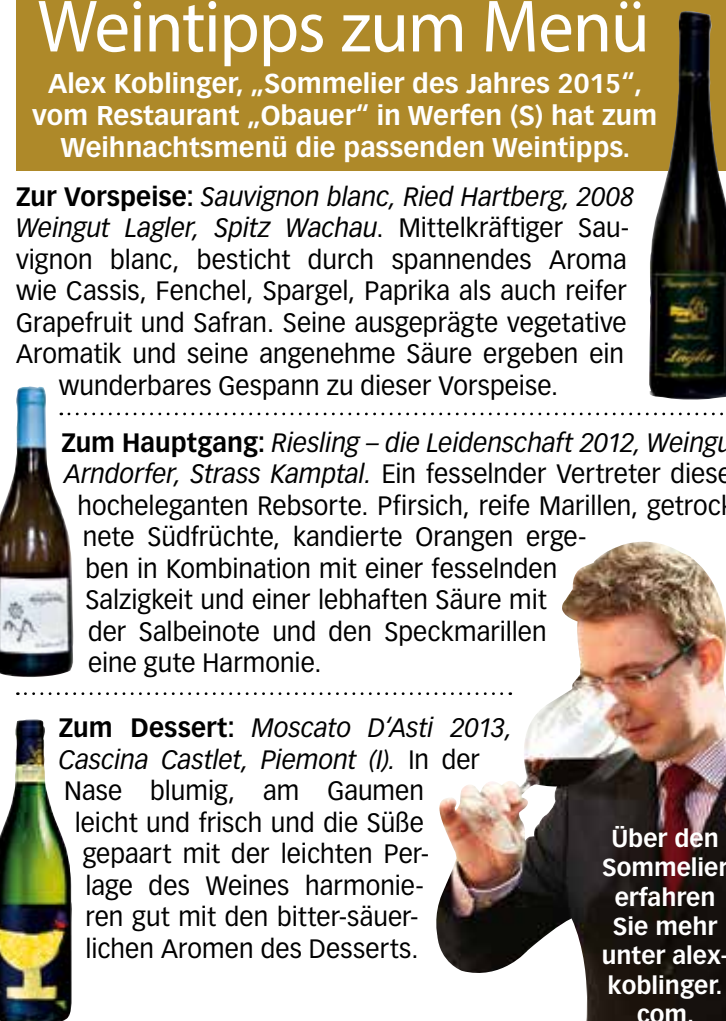 Weintipps zum Menü
Alex Koblinger, „Sommelier des Jahres 2015“,
vom Restaurant „Obauer“ in Werfen (S) hat zum
Weihnachtsmenü die passenden Weintipps.
Zur Vorspeise: Sauvignon blanc, Ried Hartberg, 2008
Weingut Lagler, Spitz Wachau. Mittelkräftiger Sau-
vignon blanc, besticht durch spannendes Aroma
wie Cassis, Fenchel, Spargel, Paprika als auch reifer
Grapefruit und Safran. Seine ausgeprägte vegetative
Aromatik und seine angenehme Säure ergeben ein
wunderbares Gespann zu dieser Vorspeise.
Lagler
Zum Hauptgang: Riesling – die Leidenschaft 2012, Weingu
Arndorfer, Strass Kamptal. Ein fesselnder Vertreter diese
hocheleganten Rebsorte. Pfirsich, reife Marillen, getrock
nete Südfrüchte, kandierte Orangen erge-
ben in Kombination mit einer fesselnden
Salzigkeit und einer lebhaften Säure mit
der Salbeinote und den Speckmarillen
eine gute Harmonie.
Zum Dessert: Moscato D’Asti 2013,
Cascina Castlet, Piemont (I). In der
Nase blumig, am Gaumen
leicht und frisch und die Süße
gepaart mit der leichten Per-
lage des Weines harmonie-
ren gut mit den bitter-säuer-
lichen Aromen des Desserts.
Über den
Sommelier
erfahren
Sie mehr
unter alex-
koblinger.
com.